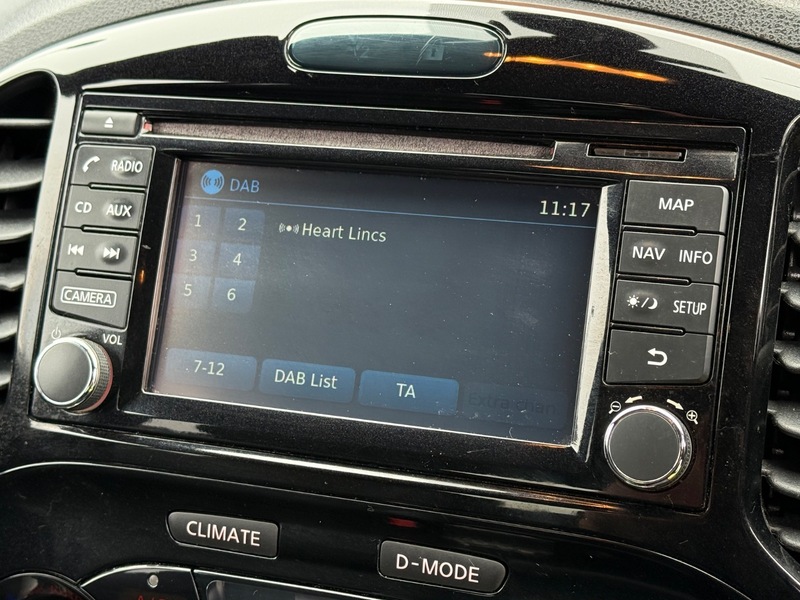 RADIO
CD AUX
CAMERA
VOL
DAB
11:17
1 2
3 4
5 6
Heart Lincs
7-12
DAB List
TA
MAP
NAV INFO
SETUP
CLIMATE
D-MODE